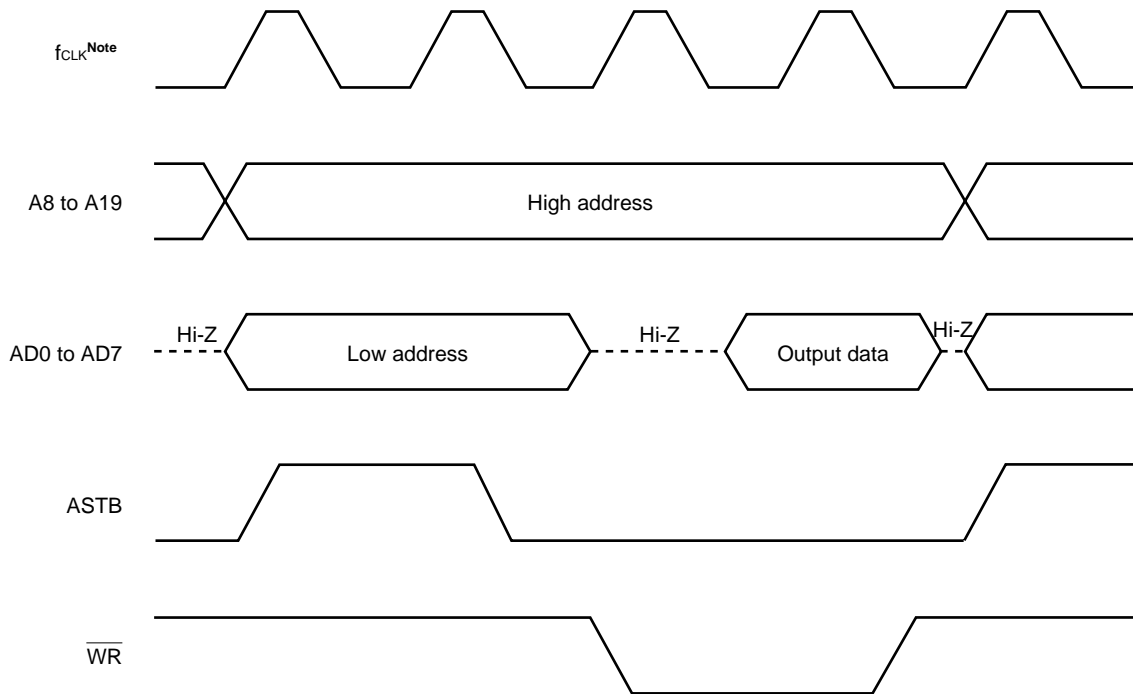 fCLKNote
A8 to A19
High address
AD0 to AD7
Hi-Z
Low address
Hi-Z
Output data
Hi-Z
ASTB
WR